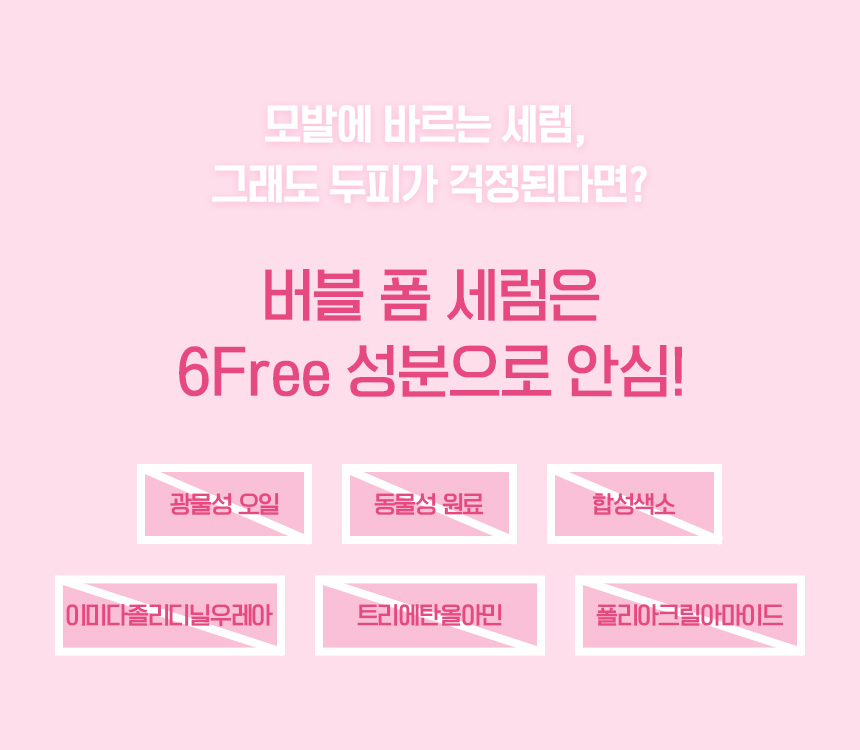 모발에 바르는 세럼,
그래도 두피가 걱정된다면?
버블 폼 세럼은
6Free 성분으로 안심!
광물성 오일
동물성 원료
합성색소
이미다졸리디닐우레아
트리에탄올아민
폴리아크릴아마이드